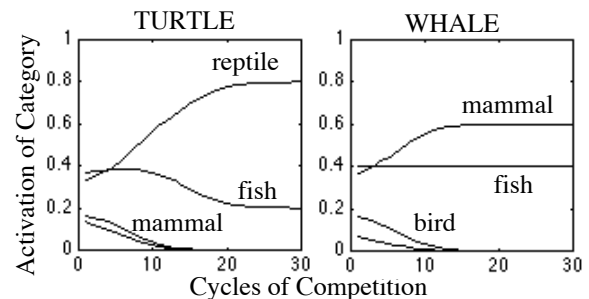 TURTLE
WHALE
Activation of Category
1
0.8
0.6
0.4
0.2
0
reptile
fish
mammal
0 10 20 30
1
0.8
0.6
0.4
0.2
0
mammal
fish
bird
0 10 20 30
Cycles of Competition